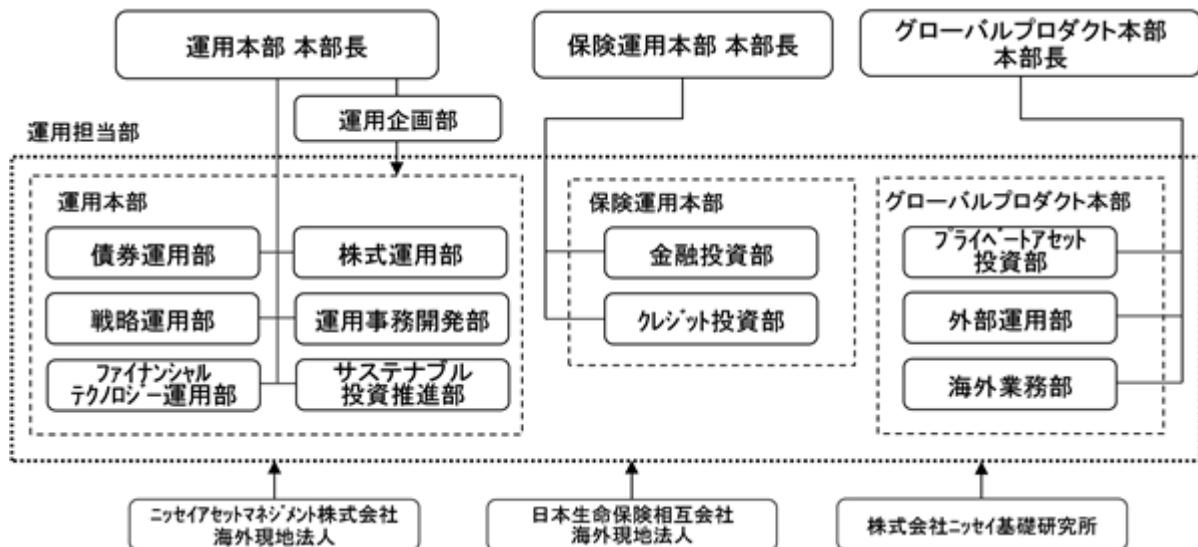 運用本部 本部長
保険運用本部 本部長
グローバルプロダクト本部
本部長
運用企画部
運用担当部
運用本部
債券運用部
株式運用部
戦略運用部
運用事務開発部
ファイナンシャル
テクノロジー運用部
サステナブル
投資推進部
保険運用本部
金融投資部
クレジット投資部
グローバルプロダクト本部
プライベートアセット
投資部
外部運用部
海外業務部
ニッセイアセットマネジメント株式会社
海外現地法人
日本生命保険相互会社
海外現地法人
株式会社ニッセイ基礎研究所